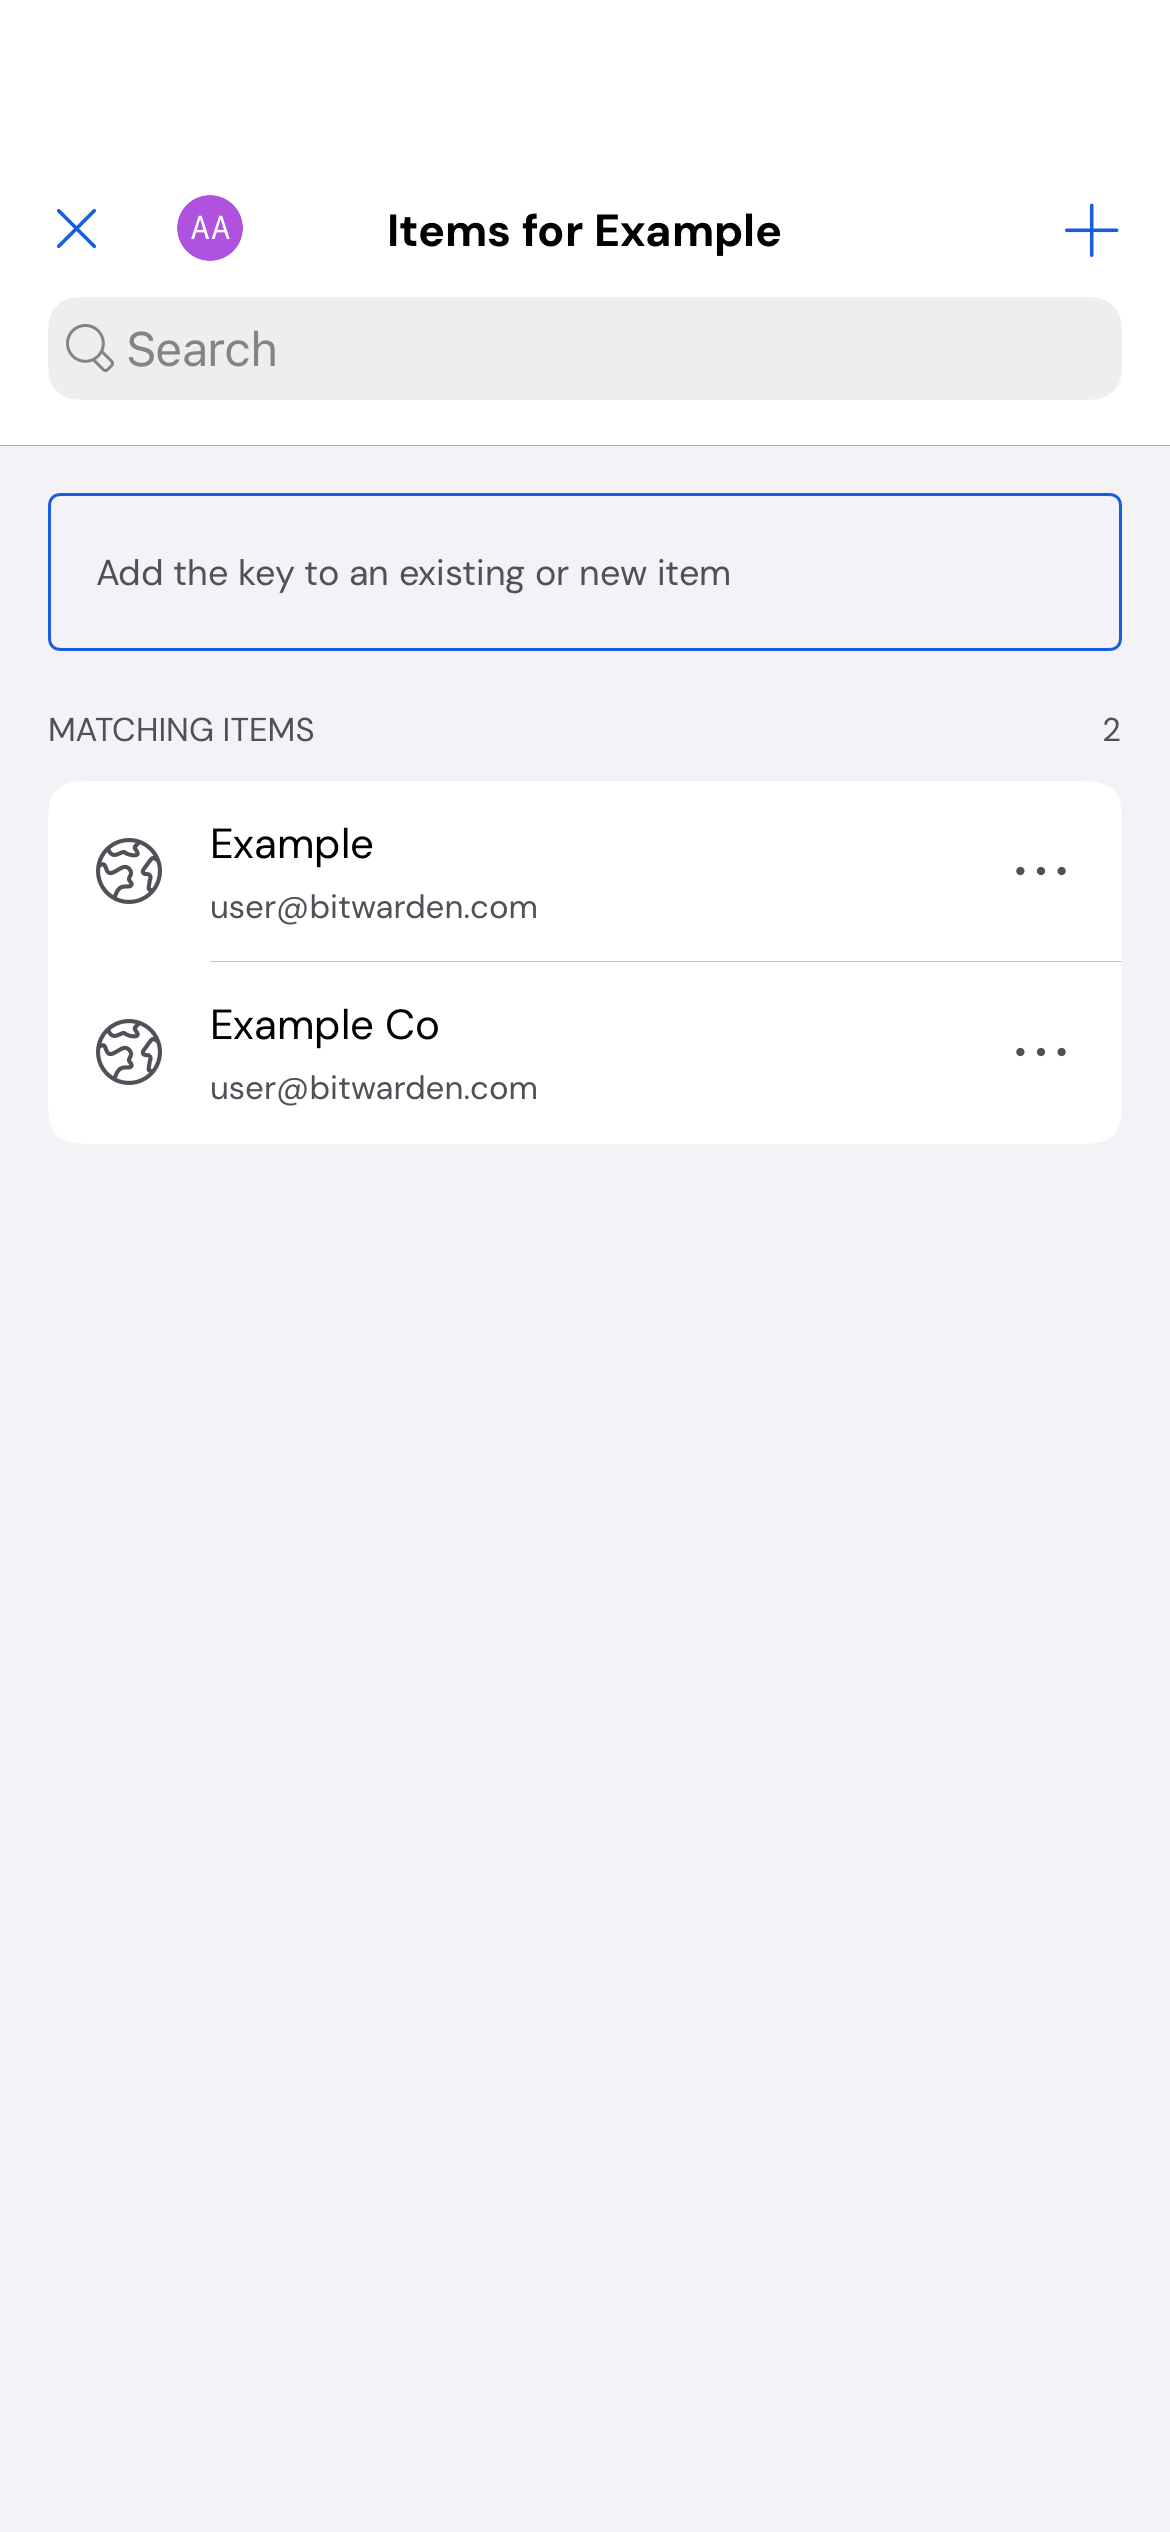 AA
Items for Example
Search
Add the key to an existing or new item
MATCHING ITEMS 2
Example
user@bitwarden.com
Example Co
user@bitwarden.com